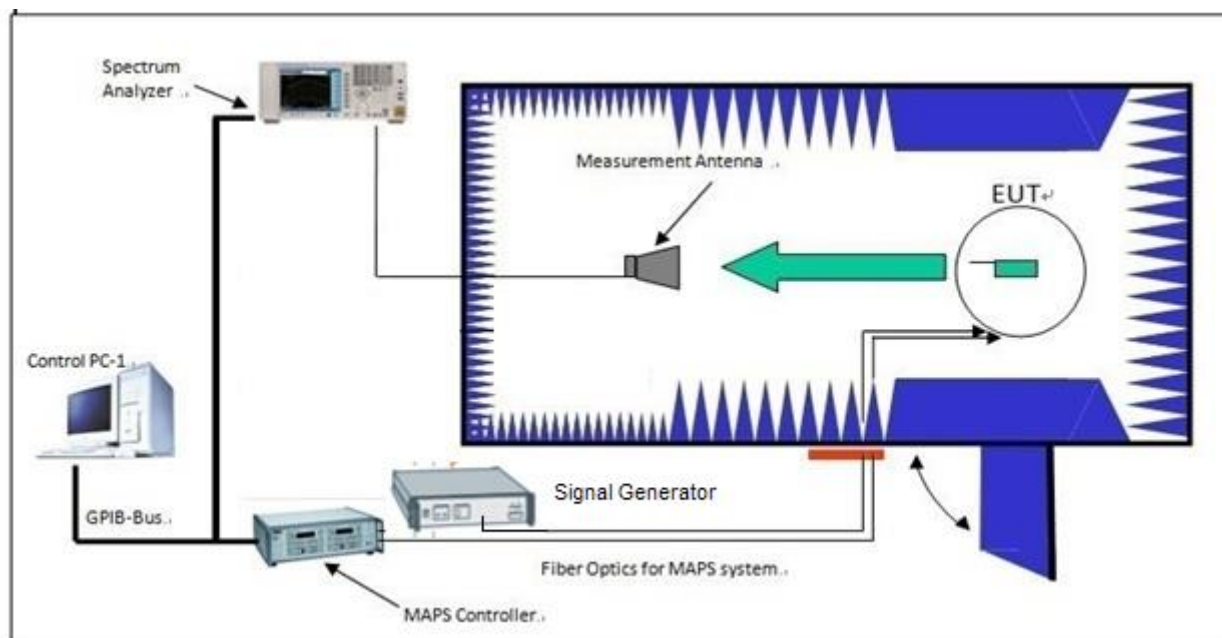 Spectrum
Analyzer
Measurement Antenna
EUT↵
Control PC-1
Signal Generator
GPIB-Bus
Fiber Optics for MAPS system
MAPS Controller